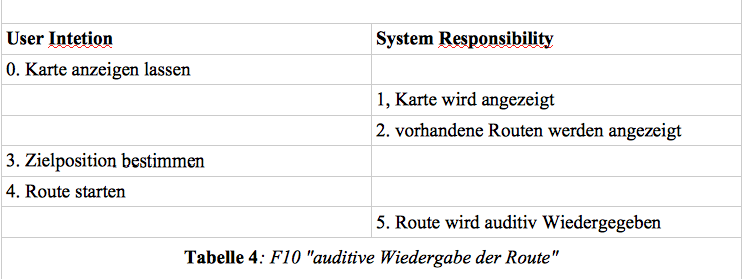 User Intetion System Responsibility
0. Karte anzeigen lassen
1, Karte wird angezeigt
2. vorhandene Routen werden angezeigt
3. Zielposition bestimmen
4. Route starten
5. Route wird auditiv Wiedergegeben
Tabelle 4: F10 "auditive Wiedergabe der Route"